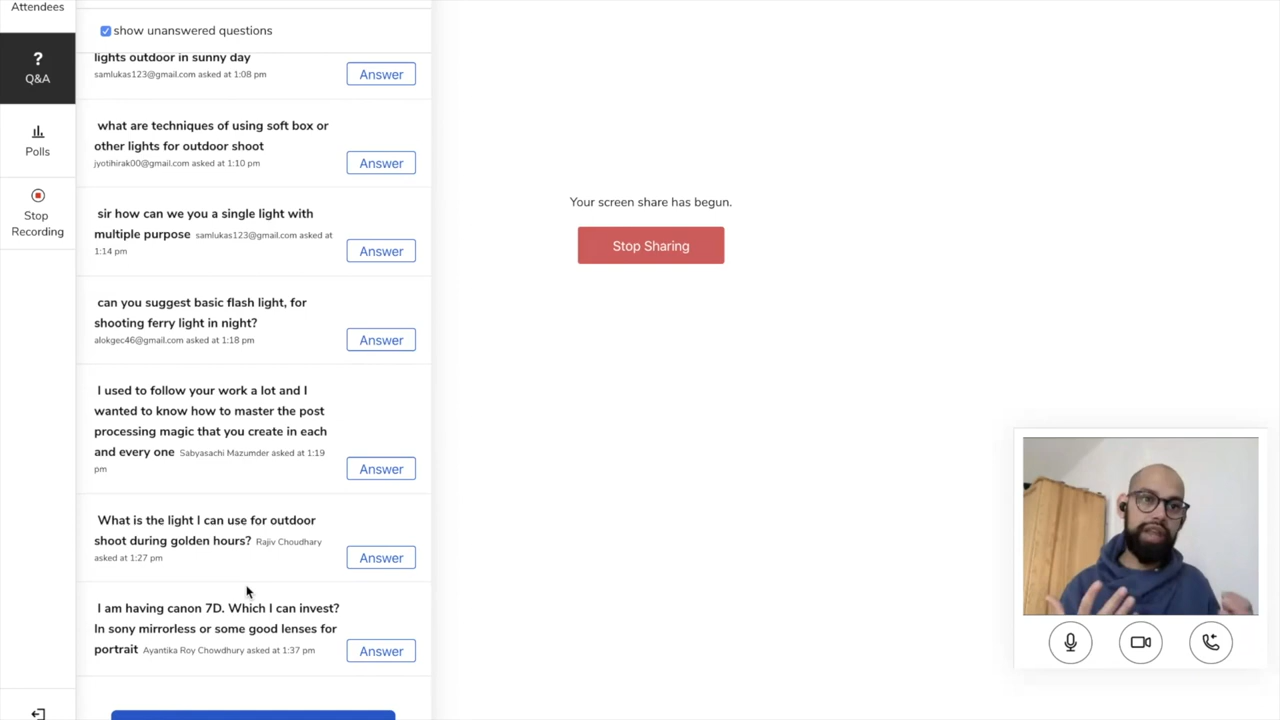 Attendees
?
Q&A
Polls
Stop
Recording
show unanswered questions
lights outdoor in sunny day
samlukas123@gmail.com asked at 1:08 pm
Answer
what are techniques of using soft box or
other lights for outdoor shoot
jyotihirak00@gmail.com asked at 1:10 pm
Answer
sir how can we you a single light with
multiple purpose samlukas123@gmail.com asked at
1:14 pm
Answer
can you suggest basic flash light, for
shooting ferry light in night?
alokgec46@gmail.com asked at 1:18 pm
Answer
I used to follow your work a lot and I
wanted to know how to master the post
processing magic that you create in each
and every one Sabyasachi Mazumder asked at 1:19
pm
Answer
What is the light I can use for outdoor
shoot during golden hours? Rajiv Choudhary
asked at 1:27 pm
Answer
I am having canon 7D. Which I can invest?
In sony mirrorless or some good lenses for
portrait Ayantika Roy Chowdhury asked at 1:37 pm
Answer
Your screen share has begun.
Stop Sharing